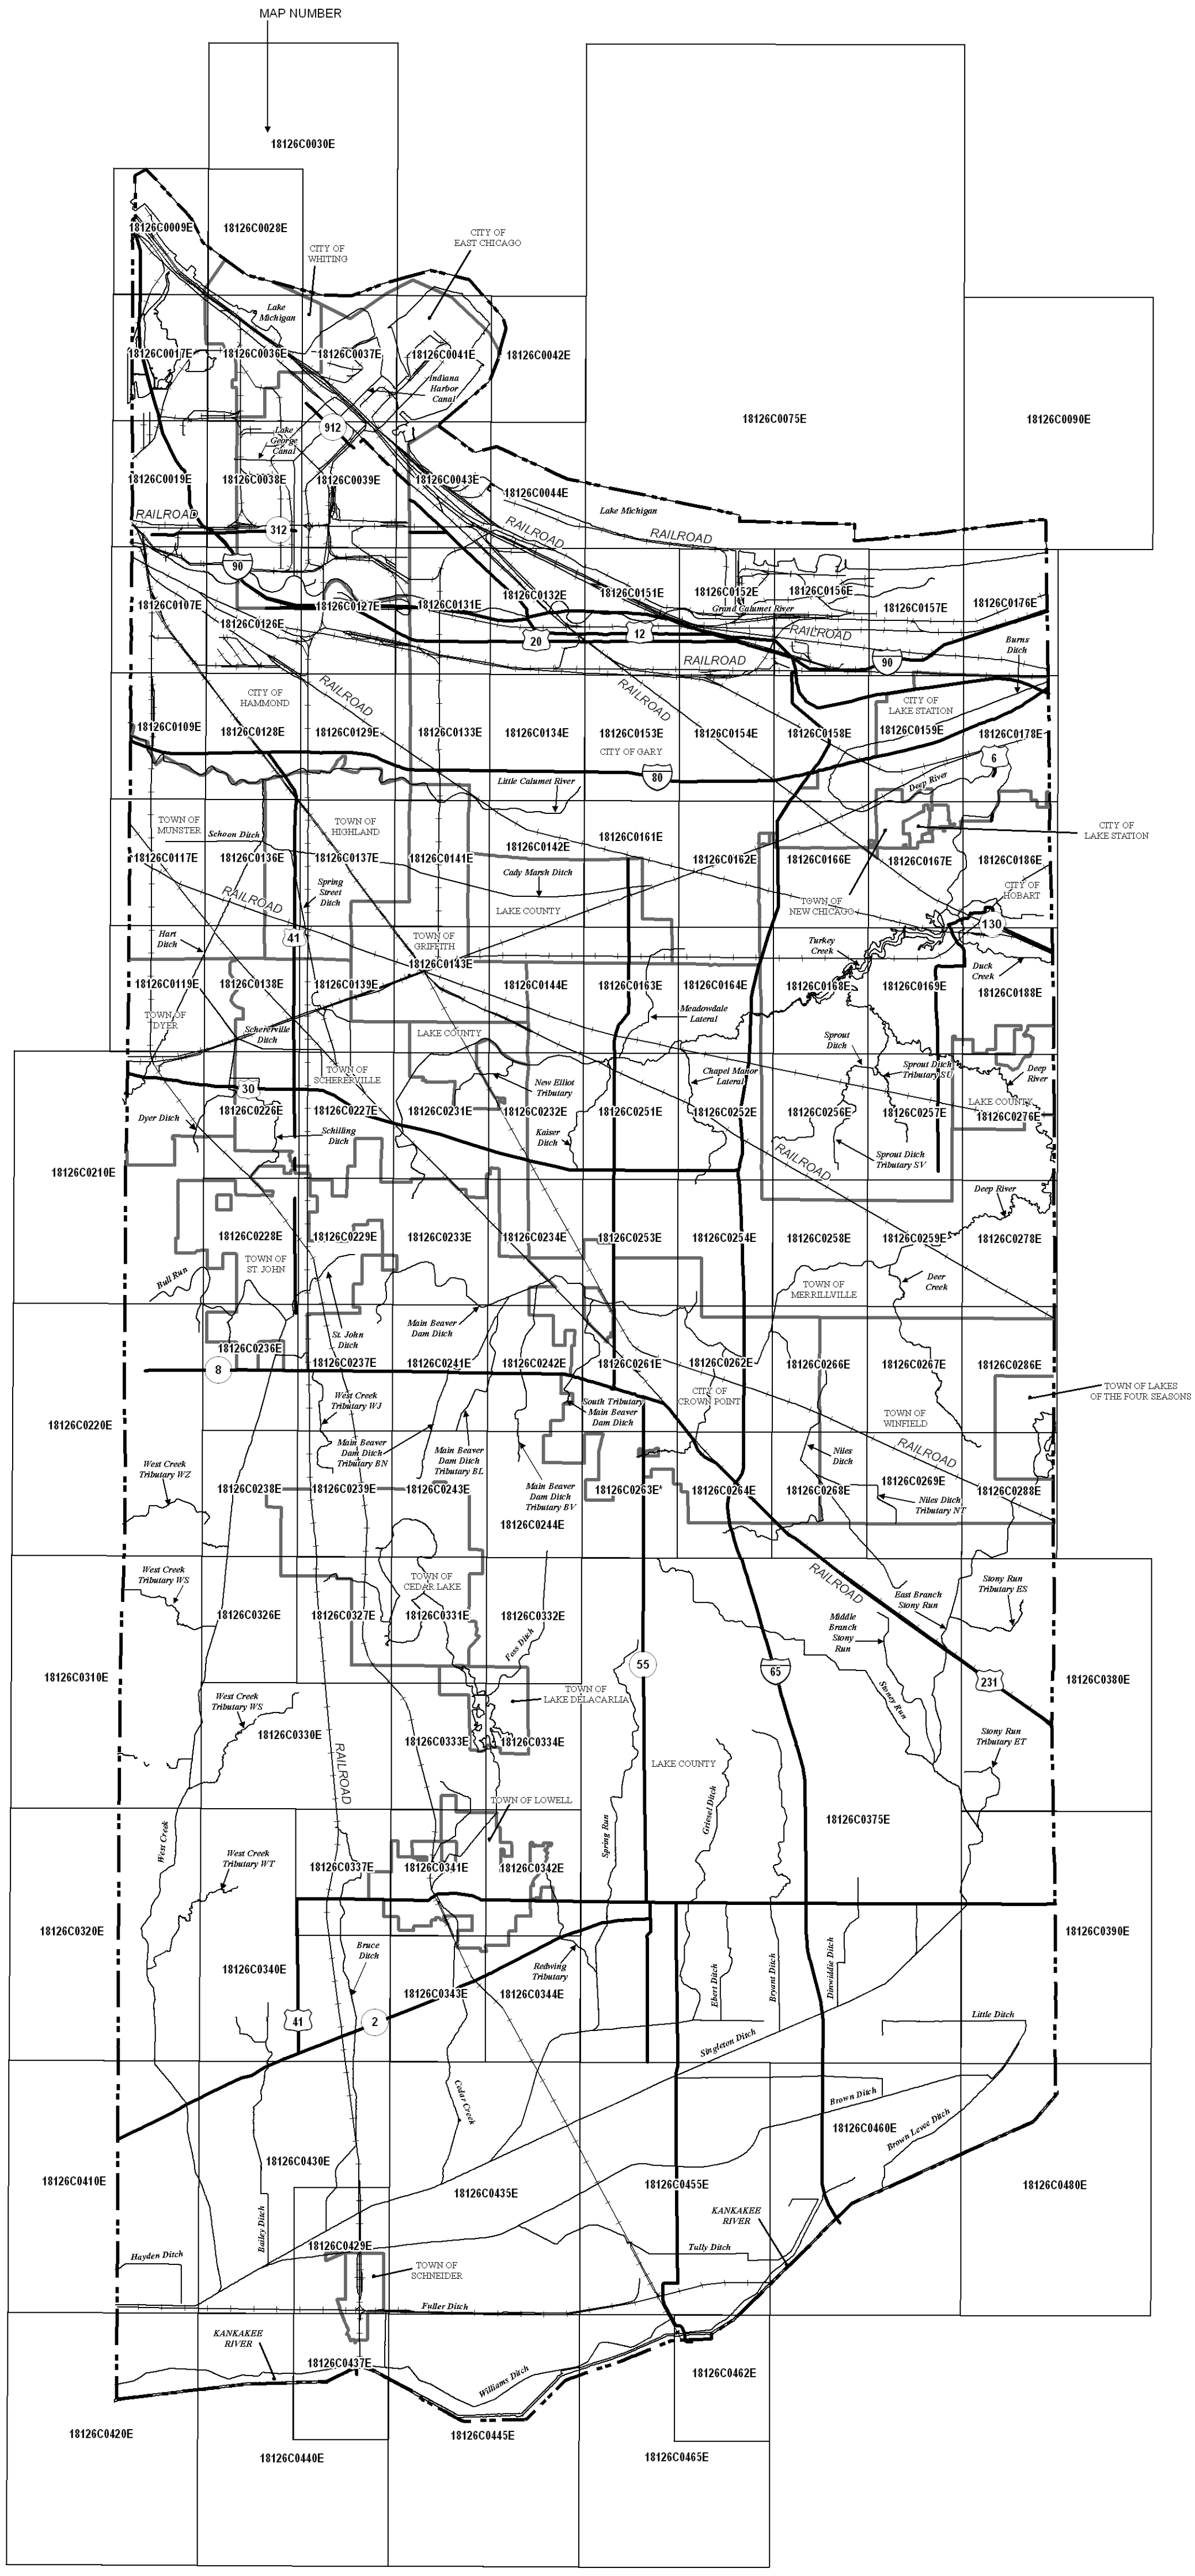 MAP NUMBER
18126C0030E
18126C0009E
18126C0028E
CITY OF
WHITING
CITY OF
EAST CHICAGO
Lake
Michigan
18126C0017E
18126C0036E
18126C0037E
18126C0041E
18126C0042E
Indiana
Harbor
Canal
18126C0075E
18126C0090E
912
Lake
George
Canal
18126C0019E
18126C0038E
18126C0039E
18126C0043E
18126C0044E
Lake Michigan
RAILROAD
312
RAILROAD
RAILROAD
90
18126C0107E
18126C0126E
18126C0127E
18126C0131E
18126C0132E
18126C0151E
18126C0152E
18126C0156E
18126C0157E
18126C0176E
Grand Calumet River
20
12
RAILROAD
RAILROAD
90
Burns
Ditch
CITY OF
HAMMOND
RAILROAD
RAILROAD
CITY OF
LAKE STATION
18126C0109E
18126C0128E
18126C0129E
18126C0133E
18126C0134E
18126C0153E
18126C0154E
18126C0158E
18126C0159E
18126C0178E
CITY OF GARY
80
6
Little Calumet River
Deep River
TOWN OF
MUNSTER
Schoon Ditch
TOWN OF
HIGHLAND
CITY OF
LAKE STATION
18126C0117E
18126C0136E
18126C0137E
18126C0141E
18126C0142E
18126C0161E
18126C0162E
18126C0166E
18126C0167E
18126C0186E
Cady Marsh Ditch
RAILROAD
Spring
Street
Ditch
LAKE COUNTY
TOWN OF
NEW CHICAGO
CITY OF
HOBART
130
Hart
Ditch
41
TOWN OF
GRIFFITH
Turkey
Creek
Duck
Creek
18126C0119E
18126C0138E
18126C0139E
18126C0143E
18126C0144E
18126C0163E
18126C0164E
18126C0168E
18126C0169E
18126C0188E
TOWN OF
DYER
Schererville
Ditch
LAKE COUNTY
Meadowdale
Lateral
Sprout
Ditch
Sprout Ditch
Tributary SU
Deep
River
TOWN OF
SCHERERVILLE
30
New Elliot
Tributary
Chapel Manor
Lateral
LAKE COUNTY
18126C0226E
18126C0227E
18126C0231E
18126C0232E
18126C0251E
18126C0252E
18126C0256E
18126C0257E
18126C0276E
Dyer Ditch
Schilling
Ditch
Kaiser
Ditch
RAILROAD
Sprout Ditch
Tributary SV
18126C0210E
Deep River
18126C0228E
18126C0229E
18126C0233E
18126C0234E
18126C0253E
18126C0254E
18126C0258E
18126C0259E
18126C0278E
TOWN OF
ST. JOHN
Bull Run
TOWN OF
MERRILLVILLE
Deer
Creek
St. John
Ditch
Main Beaver
Dam Ditch
18126C0236E
18126C0237E
18126C0241E
18126C0242E
18126C0261E
18126C0262E
18126C0266E
18126C0267E
18126C0286E
8
TOWN OF LAKES
OF THE FOUR SEASONS
West Creek
Tributary WJ
South Tributary
Main Beaver
Dam Ditch
CITY OF
CROWN POINT
TOWN OF
WINFIELD
18126C0220E
Main Beaver
Dam Ditch
Tributary BN
Main Beaver
Dam Ditch
Tributary BL
Niles
Ditch
RAILROAD
West Creek
Tributary WZ
18126C0238E
18126C0239E
18126C0243E
Main Beaver
Dam Ditch
Tributary BV
18126C0263E*
18126C0264E
18126C0268E
18126C0269E
18126C0288E
Niles Ditch
Tributary NT
18126C0244E
West Creek
Tributary WS
TOWN OF
CEDAR LAKE
RAILROAD
East Branch
Stony Run
Stony Run
Tributary ES
18126C0326E
18126C0327E
18126C0331E
18126C0332E
Middle
Branch
Stony
Run
Foss Ditch
18126C0310E
55
65
231
18126C0380E
West Creek
Tributary WS
TOWN OF
LAKE DELACARLIA
Stoney Run
18126C0330E
18126C0333E
18126C0334E
Stony Run
Tributary ET
RAILROAD
LAKE COUNTY
TOWN OF LOWELL
Spring Run
Griesel Ditch
18126C0375E
West Creek
West Creek
Tributary WT
18126C0337E
18126C0341E
18126C0342E
18126C0320E
18126C0390E
Bruce
Ditch
18126C0340E
Redwing
Tributary
Ebert Ditch
Bryant Ditch
Dinwiddie Ditch
18126C0343E
18126C0344E
41
2
Little Ditch
Singleton Ditch
Cedar Creek
Brown Ditch
18126C0460E
Brown Levee Ditch
18126C0410E
18126C0430E
18126C0435E
18126C0455E
18126C0480E
Bailey Ditch
KANKAKEE
RIVER
18126C0429E
Hayden Ditch
Tully Ditch
TOWN OF
SCHNEIDER
Fuller Ditch
KANKAKEE
RIVER
18126C0437E
Williams Ditch
18126C0462E
18126C0420E
18126C0440E
18126C0445E
18126C0465E